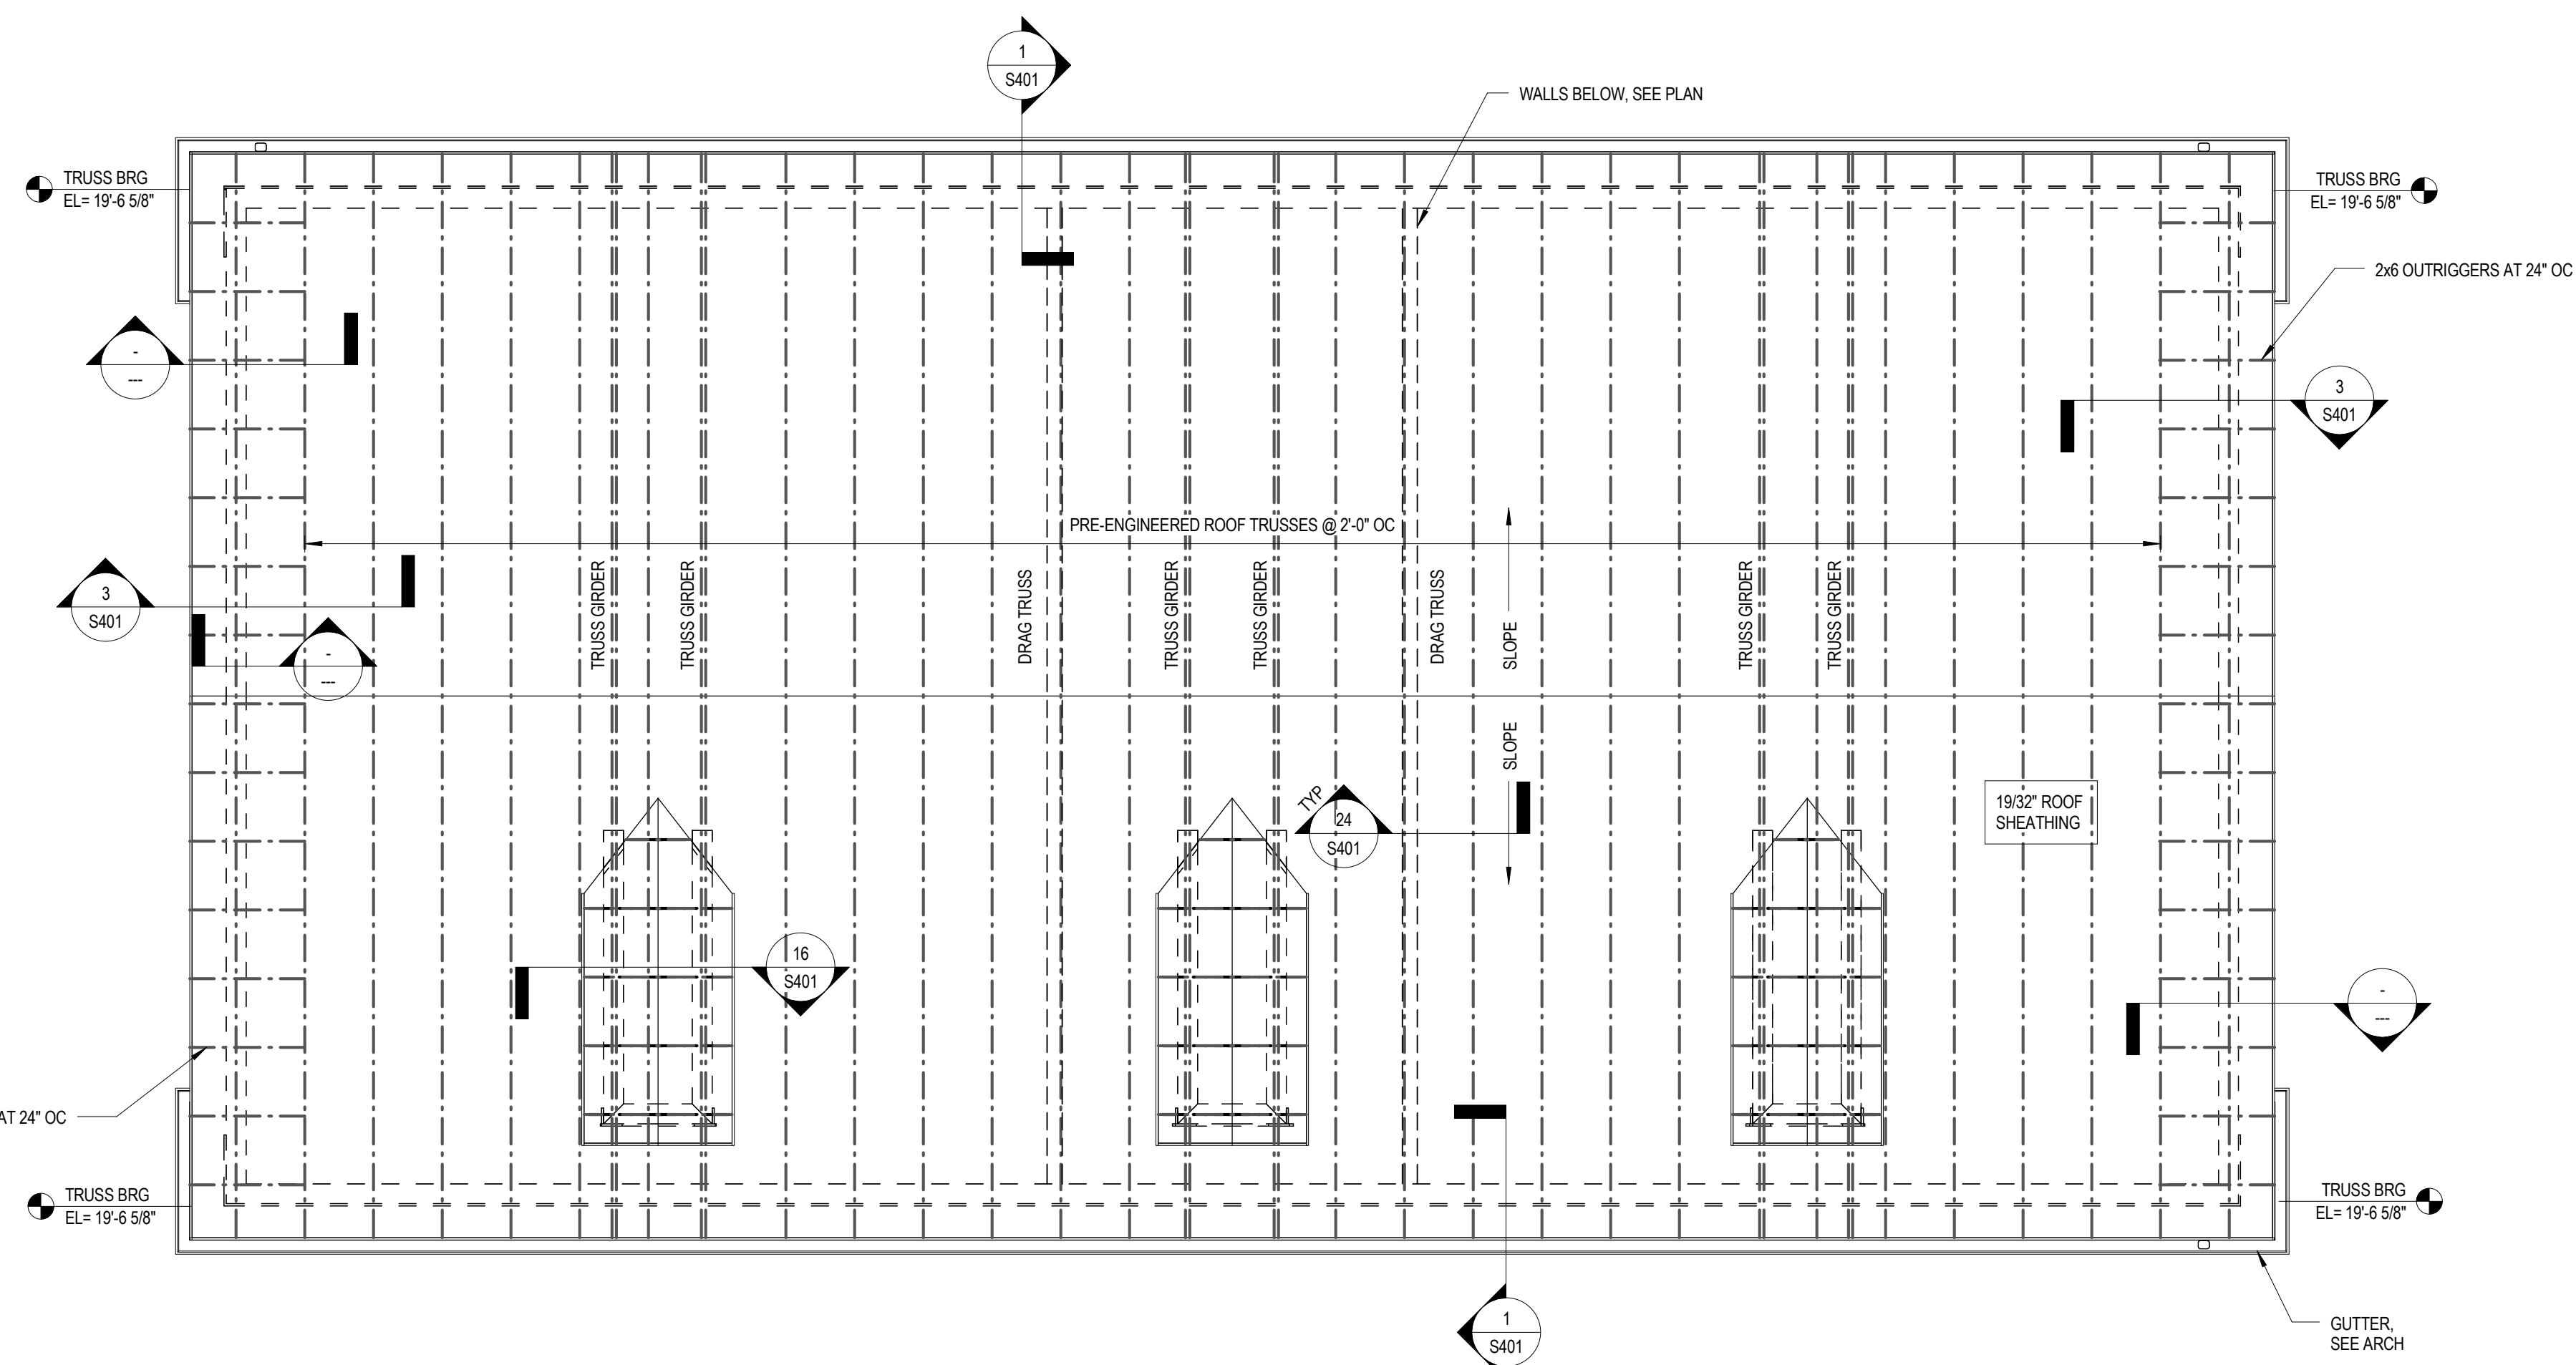 1
S401
WALLS BELOW, SEE PLAN
TRUSS BRG
EL= 19'-6 5/8"
TRUSS BRG
EL= 19'-6 5/8"
2x6 OUTRIGGERS AT 24" OC
-
---
3
S401
PRE-ENGINEERED ROOF TRUSSES @ 2'-0" OC
3
S401
-
---
TRUSS GIRDER
TRUSS GIRDER
DRAG TRUSS
TRUSS GIRDER
TRUSS GIRDER
DRAG TRUSS
SLOPE
TRUSS GIRDER
TRUSS GIRDER
SLOPE
TYP
24
S401
19/32" ROOF
SHEATHING
16
S401
-
---
AT 24" OC
TRUSS BRG
EL= 19'-6 5/8"
TRUSS BRG
EL= 19'-6 5/8"
1
S401
GUTTER,
SEE ARCH